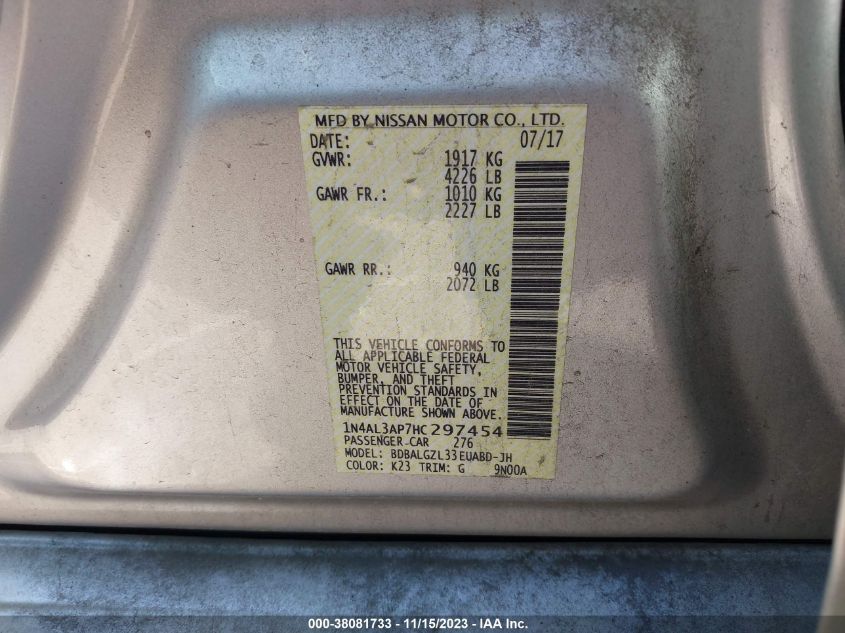 MFD BY NISSAN MOTOR CO., LTD.
DATE: 07/17
GVWR: 1917 KG
4226 LB
GAWR FR.: 1010 KG
2227 LB
GAWR RR.: 940 KG
2072 LB
THIS VEHICLE CONFORMS TO
ALL APPLICABLE FEDERAL
MOTOR VEHICLE SAFETY,
BUMPER, AND THEFT
PREVENTION STANDARDS IN
EFFECT ON THE DATE OF
MANUFACTURE SHOWN ABOVE.
1N4AL3AP7HC297454
PASSENGER CAR 276
MODEL: BDBALGZL33EUABD-JH
COLOR: K23 TRIM: G 9N00A
000-38081733 - 11/15/2023 - IAA Inc.